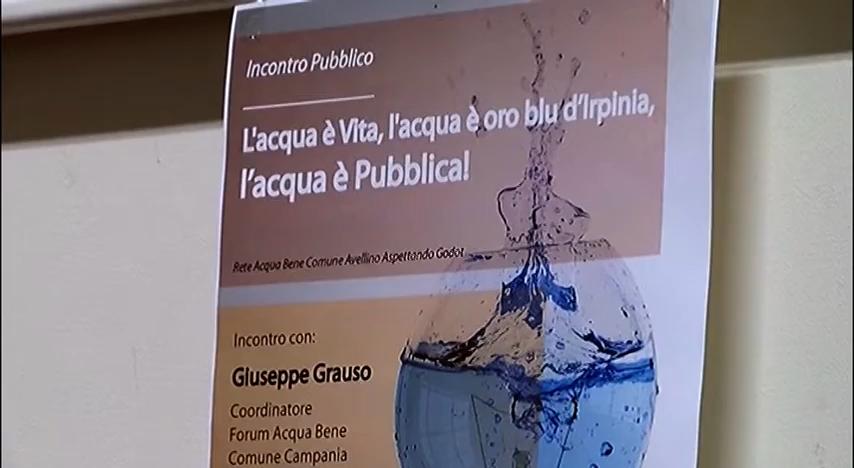 Incontro Pubblico
L'acqua è Vita, l'acqua è oro blu d'Irpinia,
l'acqua è Pubblica!
Rete Acqua Bene Comune Avellino Aspettando Godot
Incontro con:
Giuseppe Grauso
Coordinatore
Forum Acqua Bene
Comune Campania